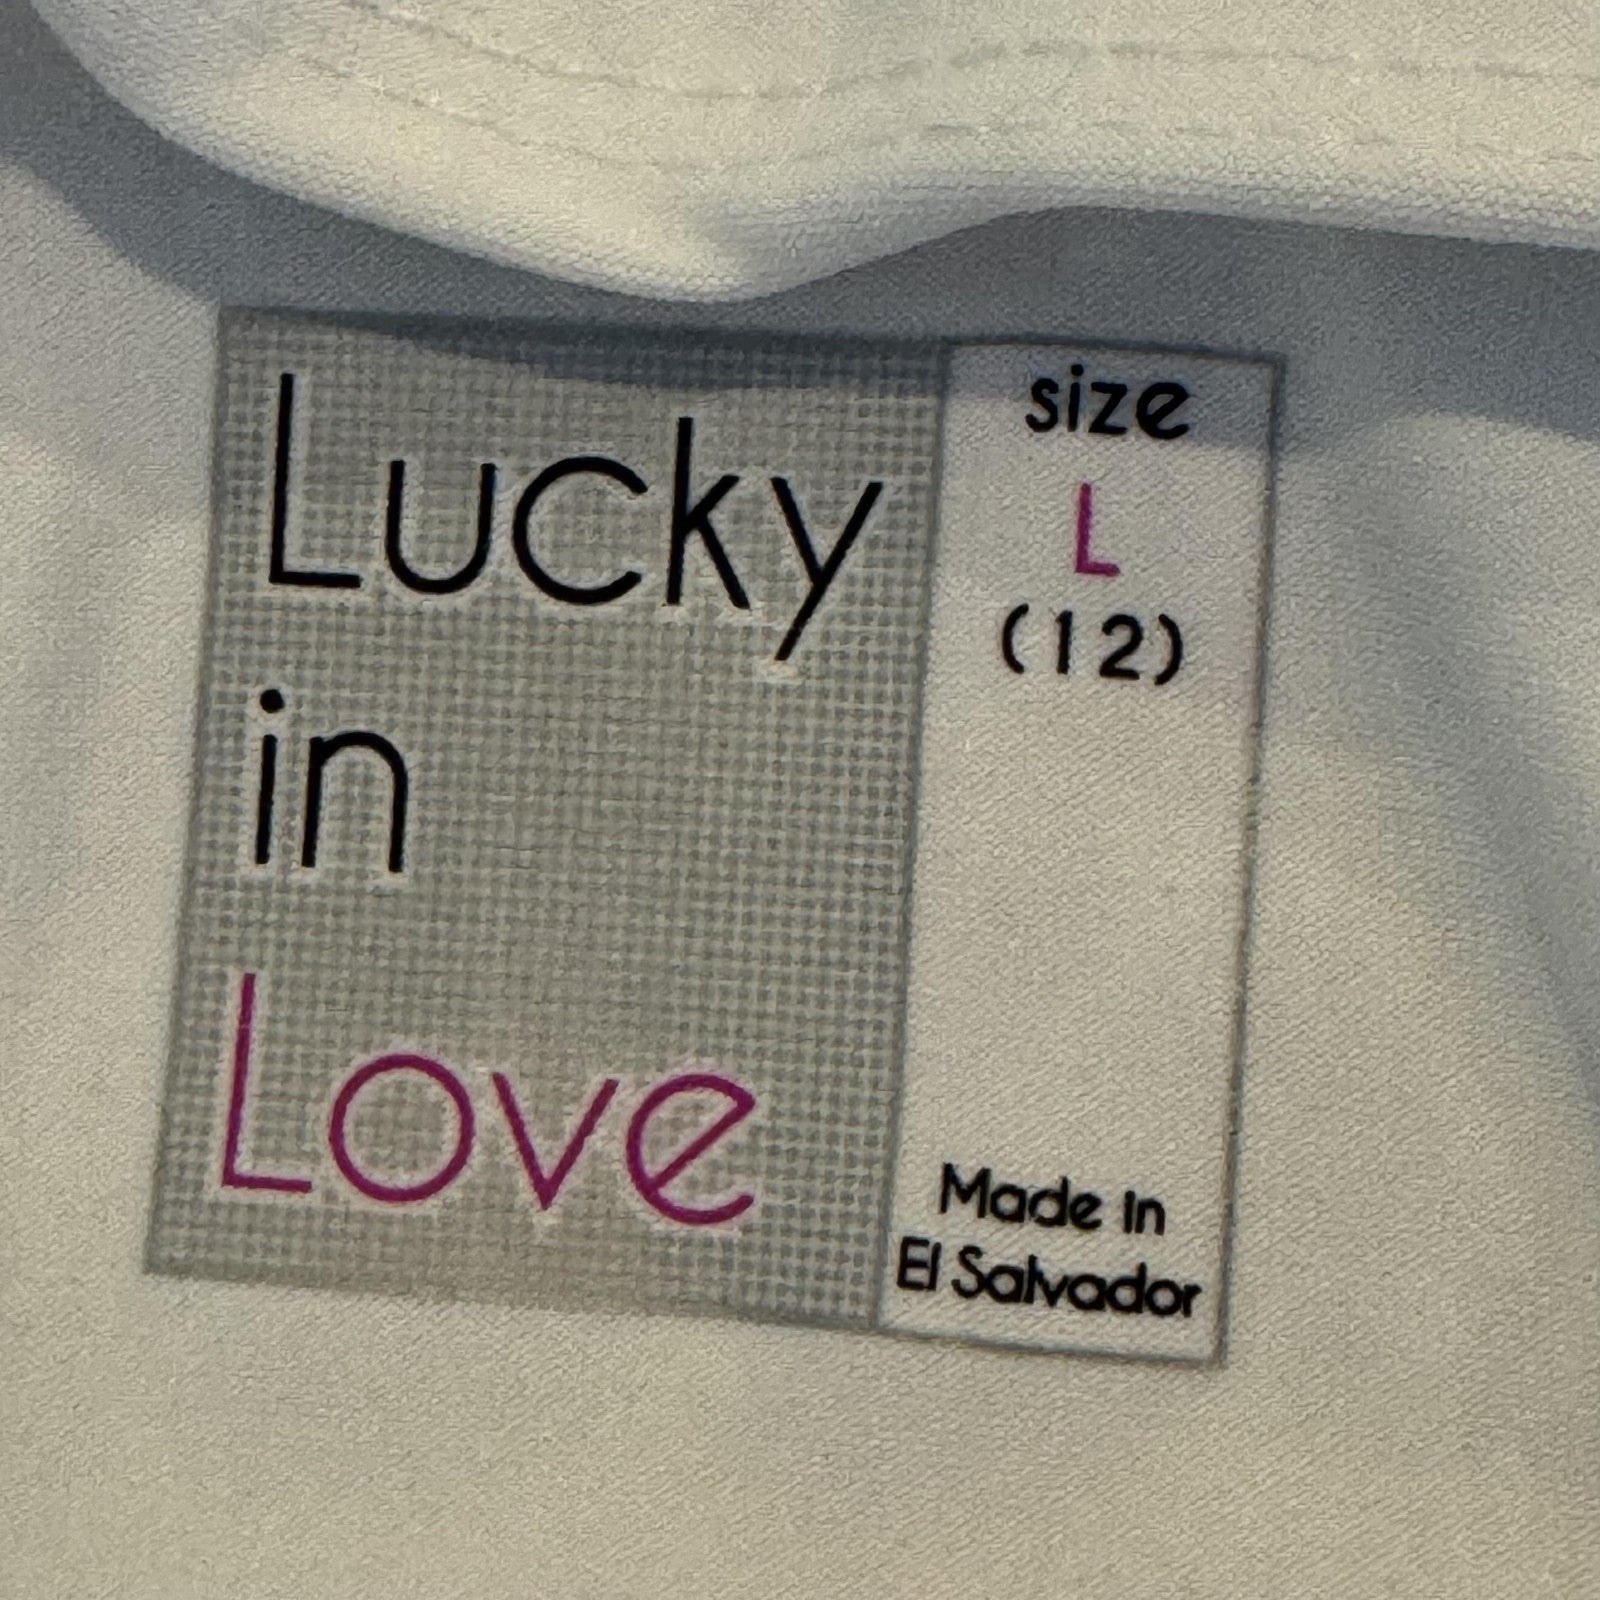 Lucky
in
Love
size
L
(12)
Made in
El Salvador